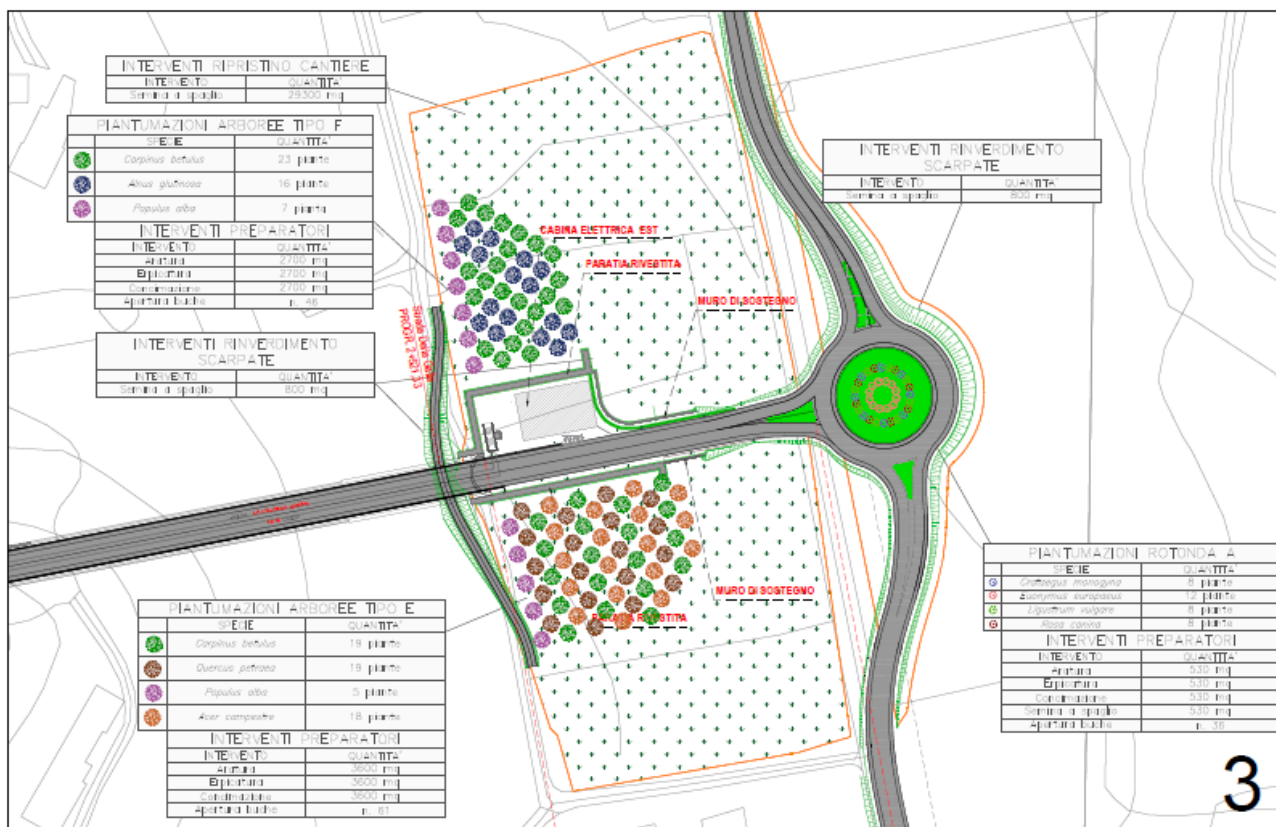 INTERVENTI RIPRISTINO CANTIERE
INTERVENTO QUANTITA'
Semina a spaglio 29300 mq
PIANTUMAZIONI ARBOREE TIPO F
SPECIE QUANTITA'
Carpinus betulus 23 piante
Alnus glutinosa 16 piante
Populus alba 7 piante
INTERVENTI PREPARATORI
INTERVENTO QUANTITA'
Aratura 2700 mq
Erpicatura 2700 mq
Concimazione 2700 mq
Apertura buche n. 46
INTERVENTI RINVERDIMENTO
SCARPATE
INTERVENTO QUANTITA'
Semina a spaglio 800 mq
CABINA ELETTRICA EST
PARATIA RIVESTITA
MURO DI SOSTEGNO
INTERVENTI RINVERDIMENTO
SCARPATE
INTERVENTO QUANTITA'
Semina a spaglio 800 mq
MURO DI SOSTEGNO
PARATIA RIVESTITA
PIANTUMAZIONI ARBOREE TIPO E
SPECIE QUANTITA'
Carpinus betulus 19 piante
Quercus petraea 19 piante
Populus alba 5 piante
Acer campestre 18 piante
INTERVENTI PREPARATORI
INTERVENTO QUANTITA'
Aratura 3600 mq
Erpicatura 3600 mq
Concimazione 3600 mq
Apertura buche n. 61
PIANTUMAZIONI ROTONDA A
SPECIE QUANTITA'
Crataegus monogyna 8 piante
Euonymus europaeus 12 piante
Ligustrum vulgare 8 piante
Rosa canina 8 piante
INTERVENTI PREPARATORI
INTERVENTO QUANTITA'
Aratura 530 mq
Erpicatura 530 mq
Concimazione 530 mq
Semina a spaglio 530 mq
Apertura buche n. 36
3